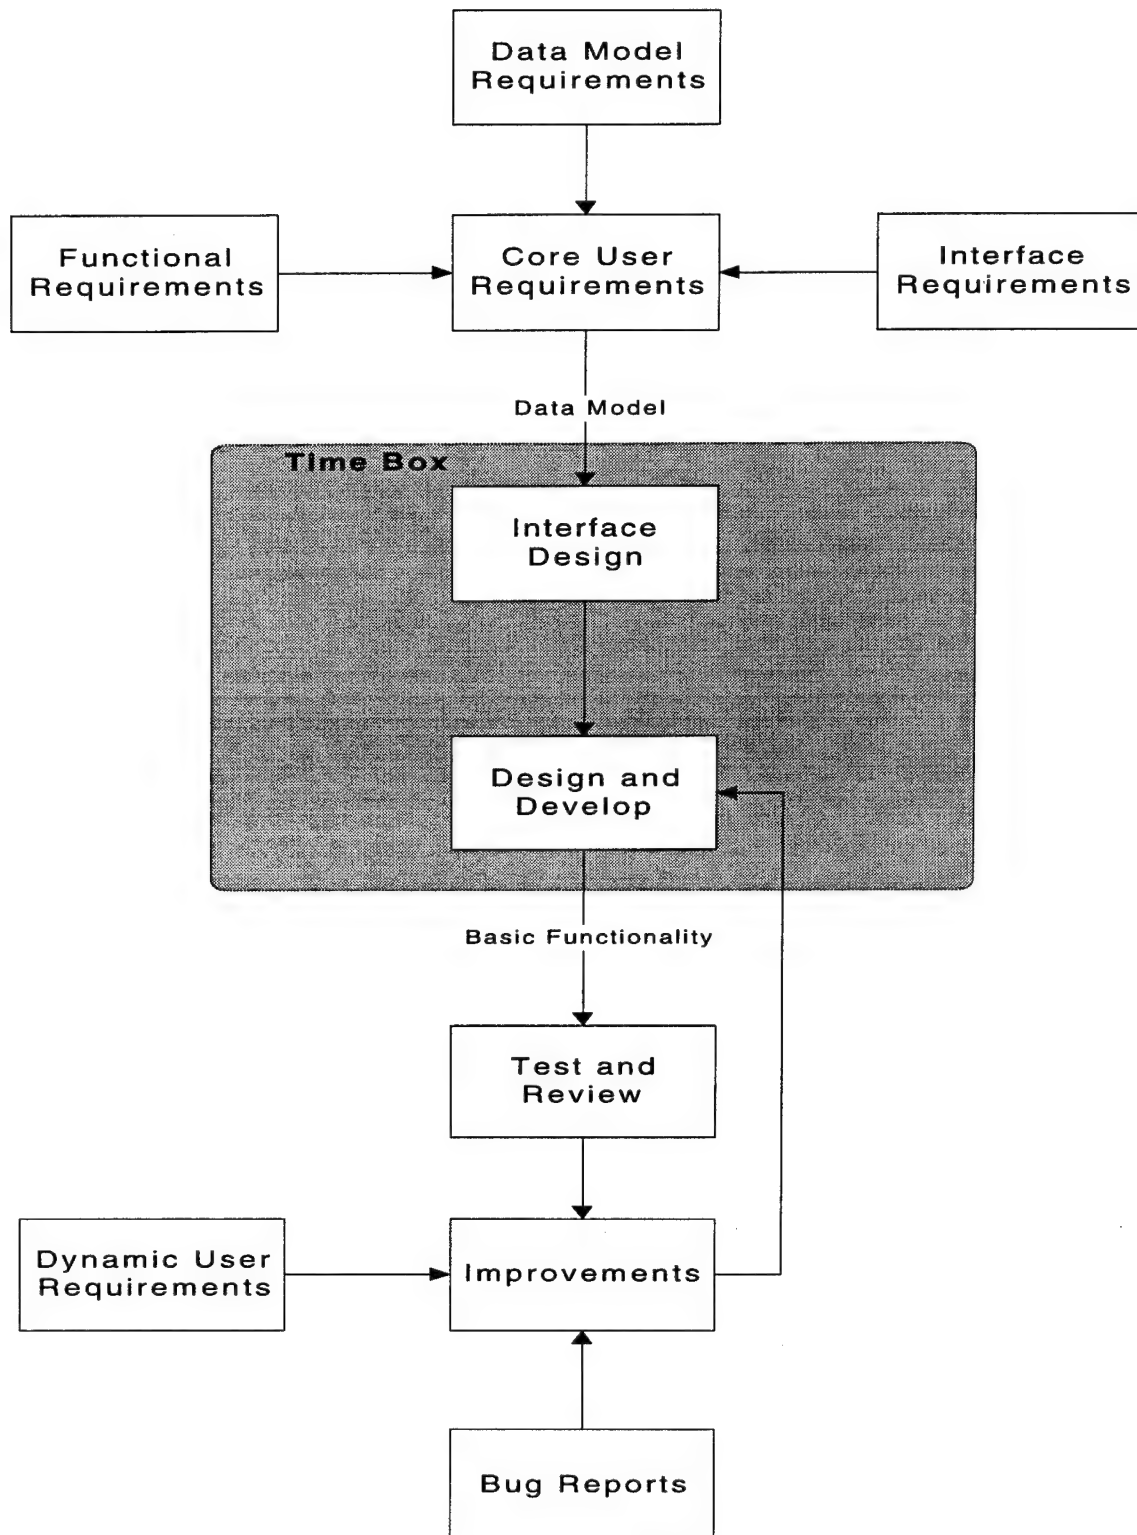 Data Model
Requirements
Functional
Requirements
Core User
Requirements
Interface
Requirements
Data Model
Time Box
Interface
Design
Design and
Develop
Basic Functionality
Test and
Review
Dynamic User
Requirements
Improvements
Bug Reports